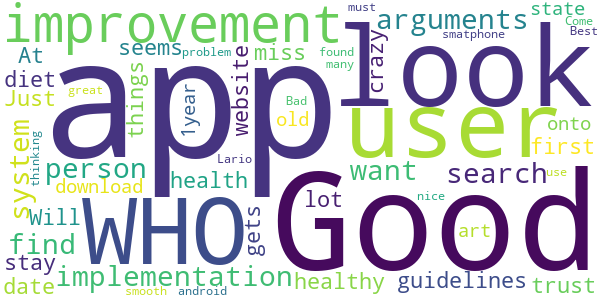 improvement
look
arguments
state
must
Come
Best
smatphone
crazy
found
many
problem
At
seems
miss
diet
Just
great
app
things
1year
website
old
Bad
user
onto
first
system
thinking
person
download
health
Lario
want
search
WHO
Good
lot
nice
use
art
Will
find
gets
stay
date
implementation
smooth
android
healthy
guidelines
trust